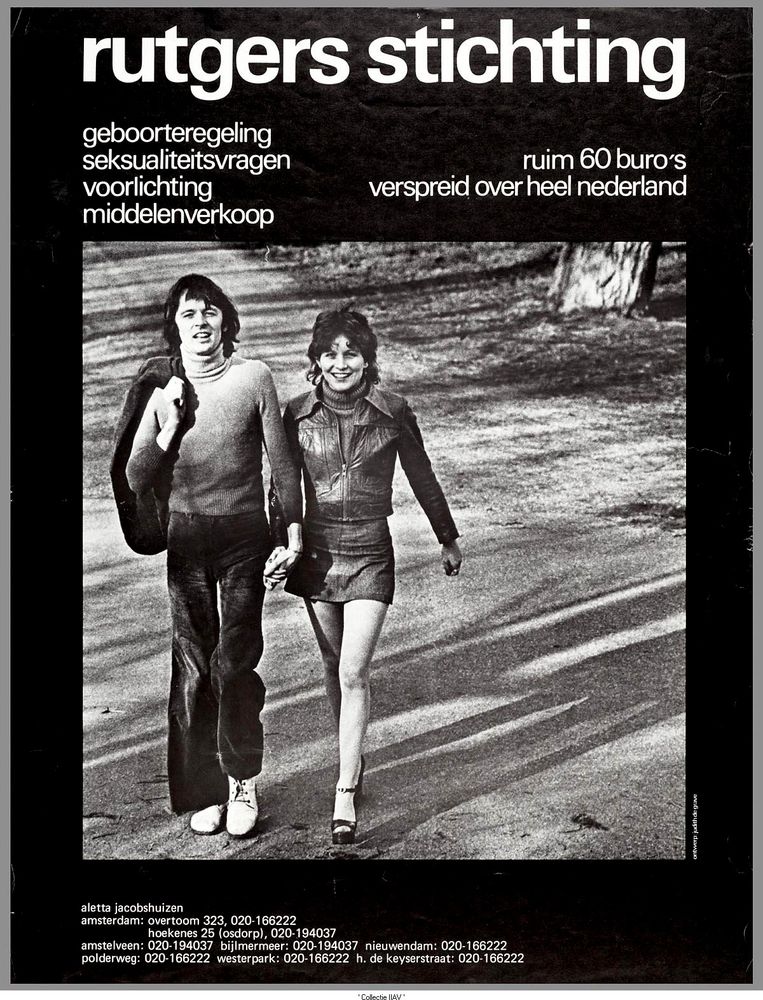 rutgers stichting
geboorteregeling
seksualiteitsvragen
voorlichting
middelenverkoop
ruim 60 buro's
verspreid over heel nederland
ontwerp: judith de grave
aletta jacobshuizen
amsterdam: overtoom 323, 020-166222
hoekenes 25 (osdorp), 020-194037
amstelveen: 020-194037 bijlmermeer: 020-194037 nieuwendam: 020-166222
polderweg: 020-166222 westerpark: 020-166222 h. de keyserstraat: 020-166222
"Collectie IIAV"